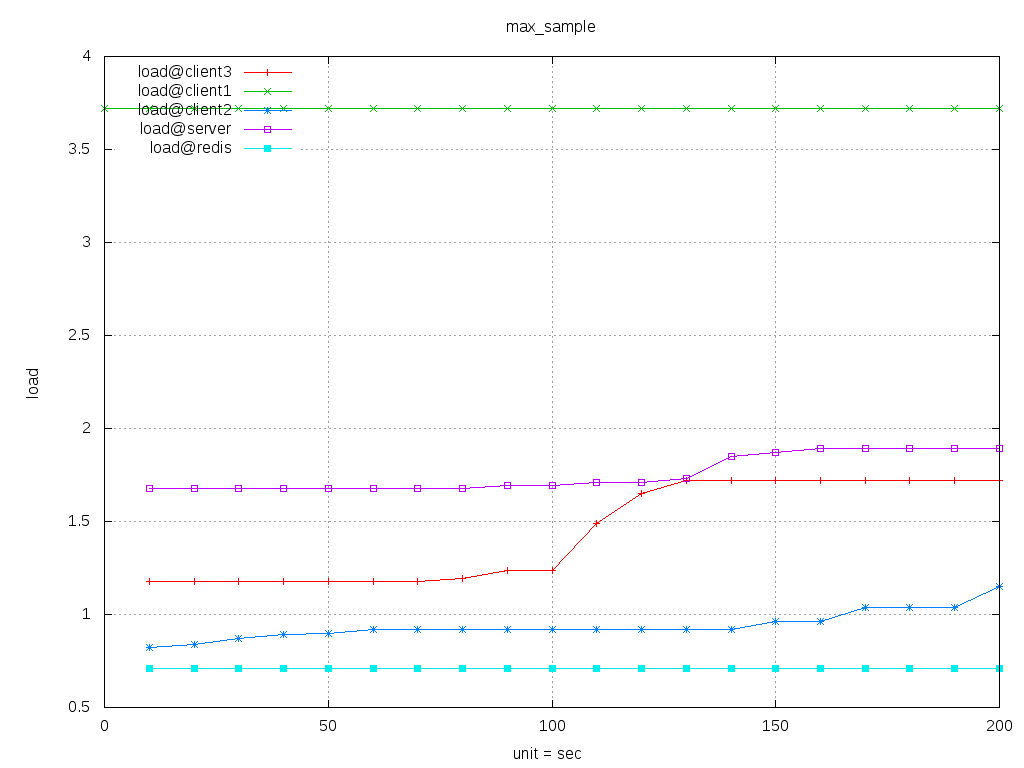 max_sample
load@client3
load@client1
load@client2
load@server
load@redis
4
3.5
3
2.5
2
1.5
1
0.5
load
0 50 100 150 200
unit = sec